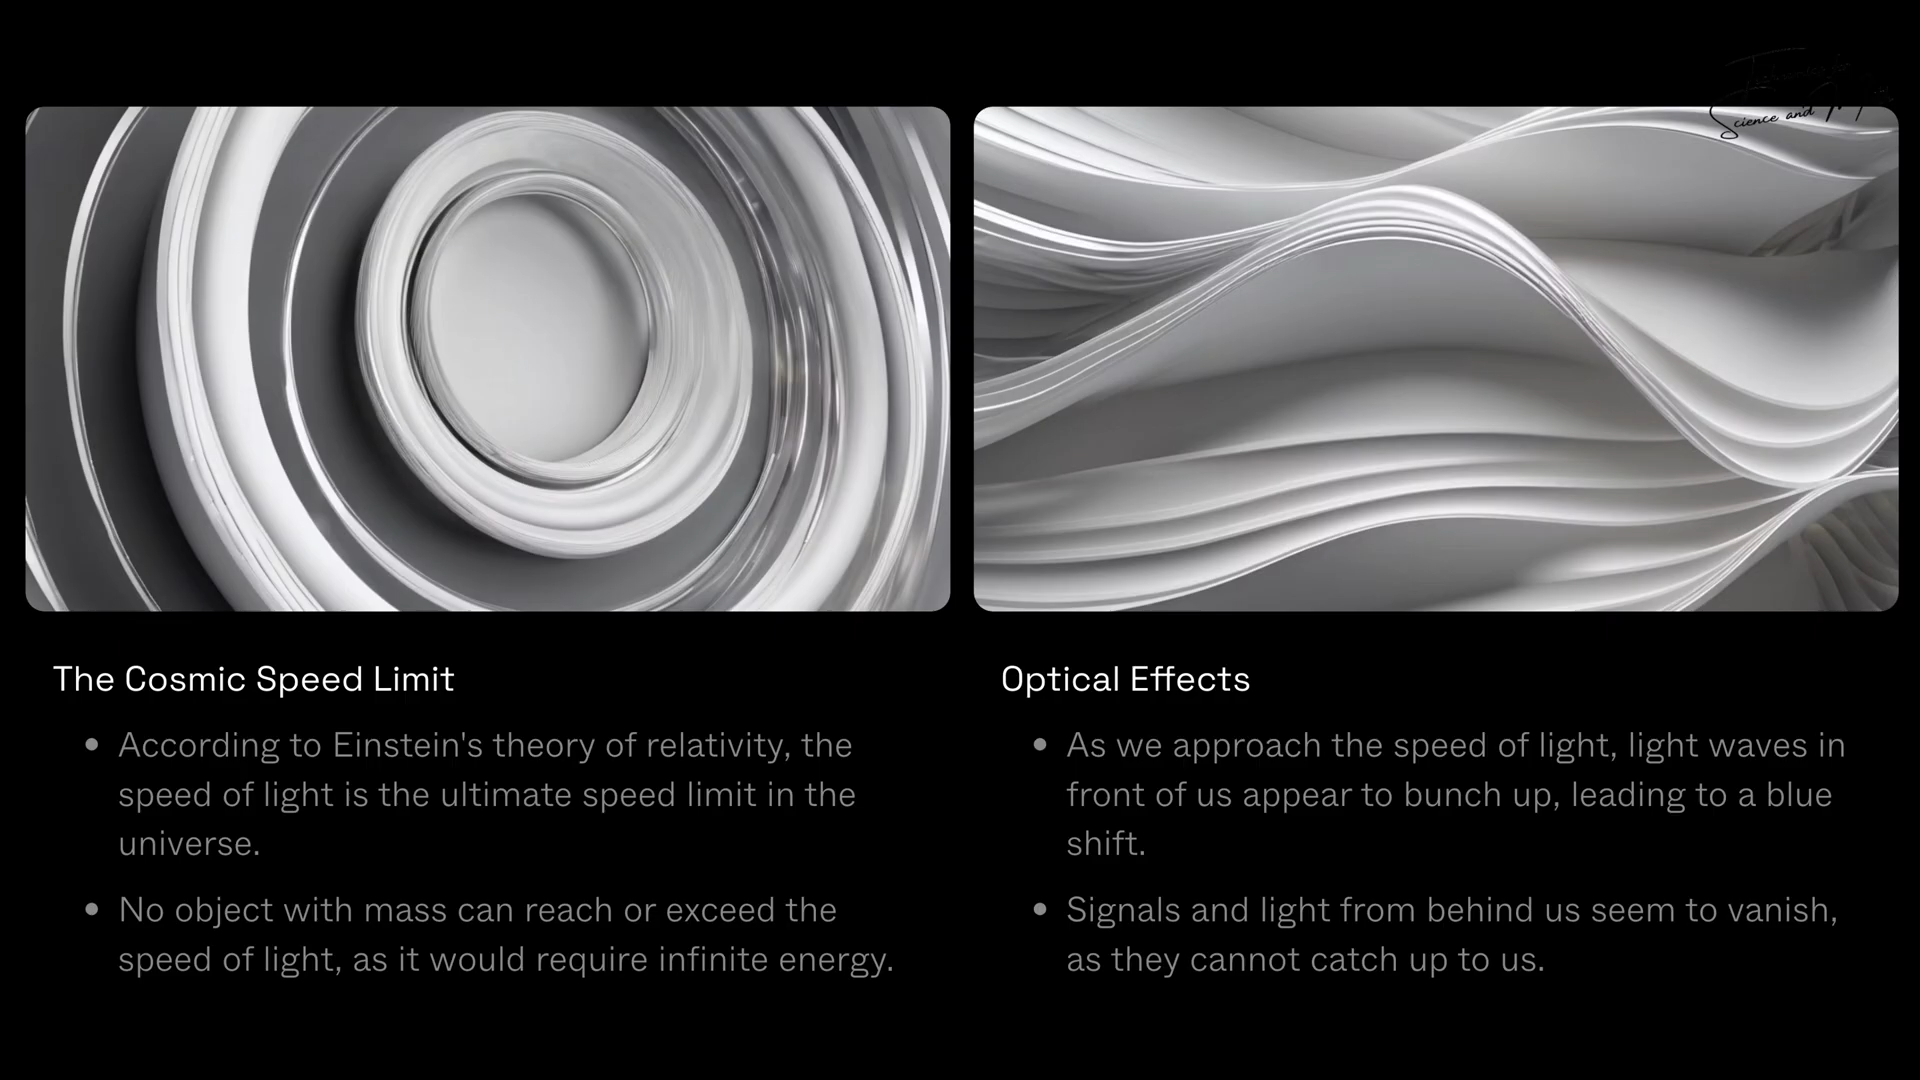 Science and
The Cosmic Speed Limit
According to Einstein's theory of relativity, the
speed of light is the ultimate speed limit in the
universe.
No object with mass can reach or exceed the
speed of light, as it would require infinite energy.
Optical Effects
As we approach the speed of light, light waves in
front of us appear to bunch up, leading to a blue
shift.
Signals and light from behind us seem to vanish,
as they cannot catch up to us.